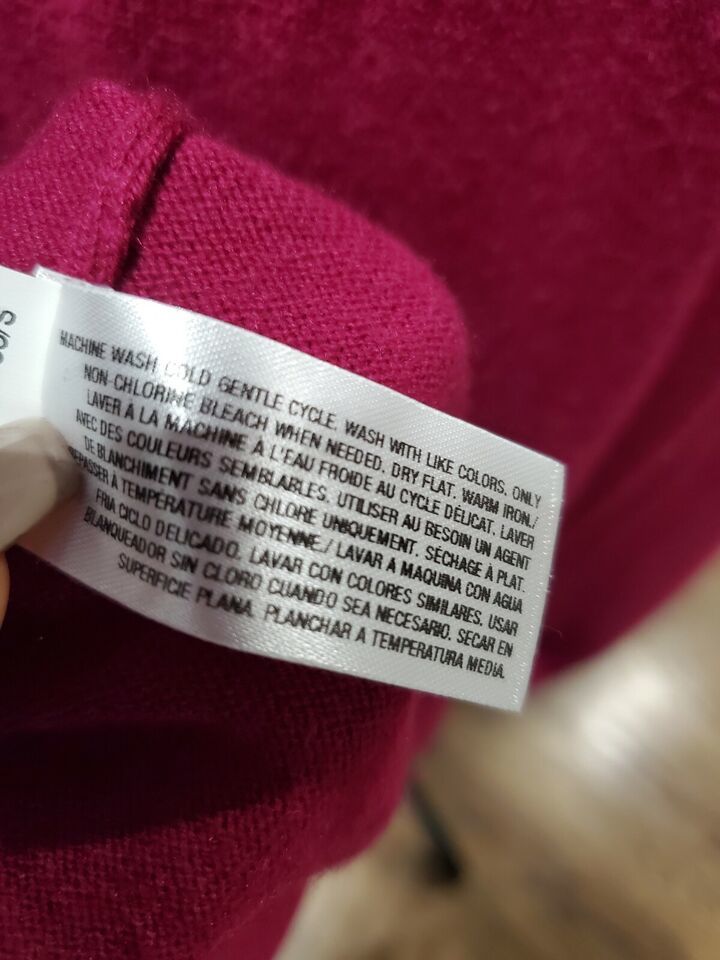 MACHINE WASH COLD GENTLE CYCLE. WASH WITH LIKE COLORS. ONLY
NON-CHLORINE BLEACH WHEN NEEDED. DRY FLAT. WARM IRON./
LAVER À LA MACHINE À L'EAU FROIDE AU CYCLE DÉLICAT. LAVER
AVEC DES COULEURS SEMBLABLES. UTILISER AU BESOIN UN AGENT
DE BLANCHIMENT SANS CHLORE UNIQUEMENT. SÉCHAGE À PLAT.
REPASSER À TEMPÉRATURE MOYENNE./ LAVAR A MAQUINA CON AGUA
FRIA CICLO DELICADO. LAVAR CON COLORES SIMILARES. USAR
BLANQUEADOR SIN CLORO CUANDO SEA NECESARIO. SECAR EN
SUPERFICIE PLANA. PLANCHAR A TEMPERATURA MEDIA.